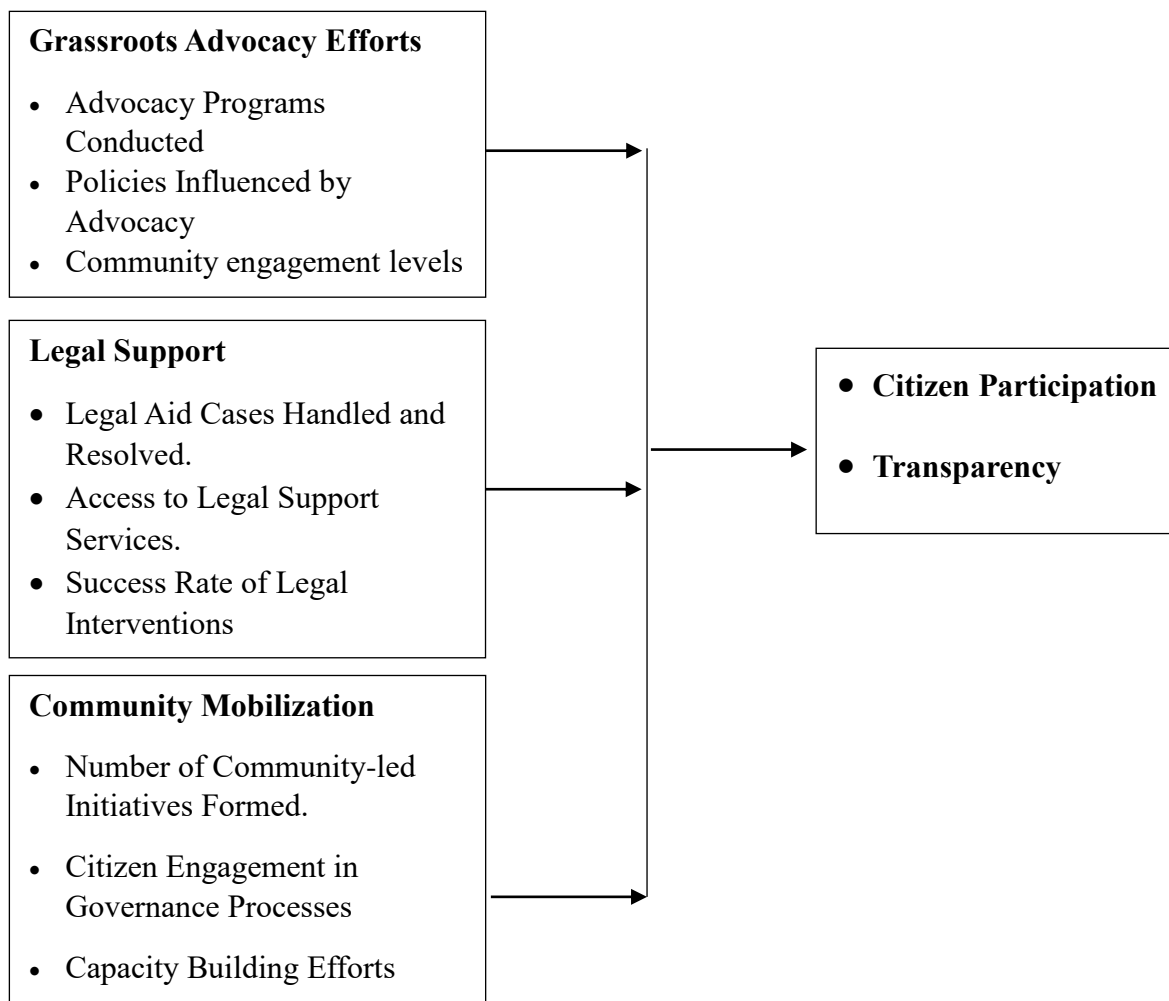 Grassroots Advocacy Efforts
• Advocacy Programs
Conducted
• Policies Influenced by
Advocacy
• Community engagement levels
Legal Support
• Legal Aid Cases Handled and
Resolved.
• Access to Legal Support
Services.
• Success Rate of Legal
Interventions
Community Mobilization
• Number of Community-led
Initiatives Formed.
• Citizen Engagement in
Governance Processes
• Capacity Building Efforts
• Citizen Participation
• Transparency